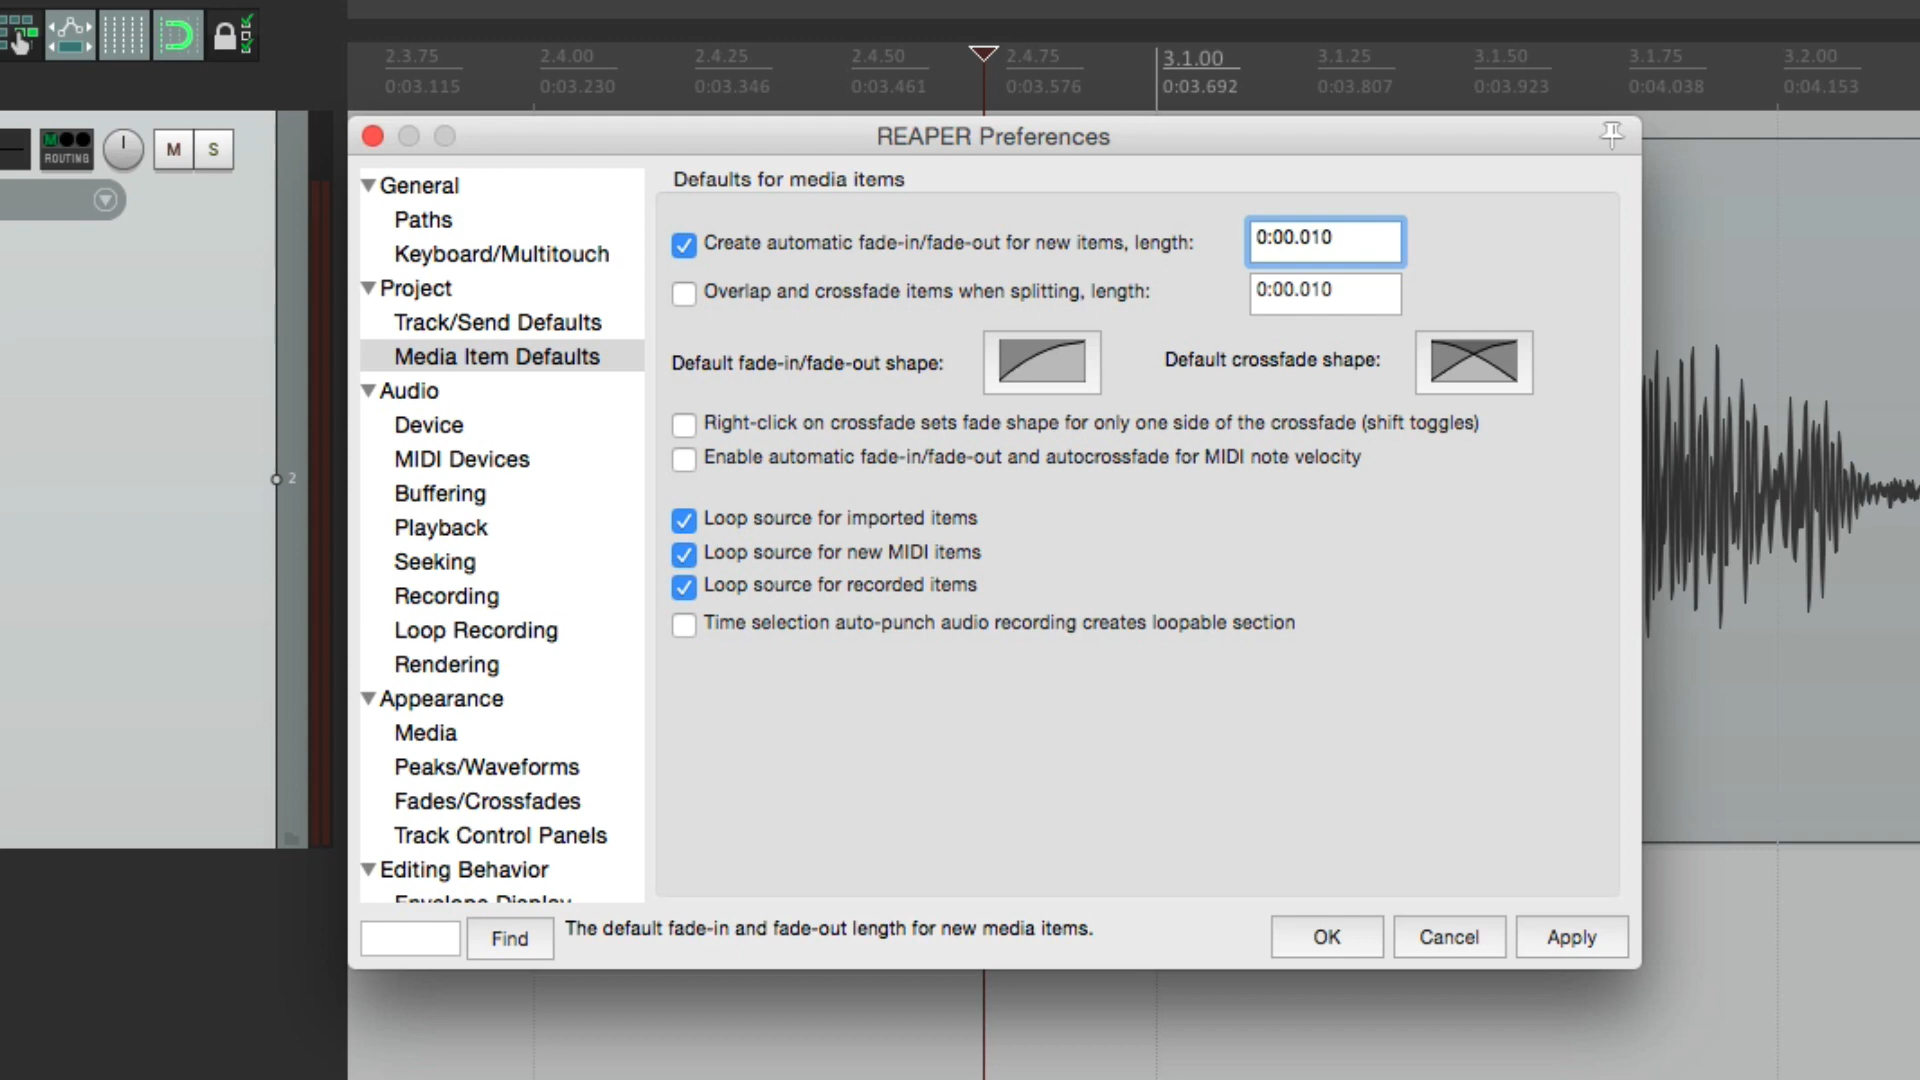 2.3.75 2.4.00 2.4.25 2.4.50 2.4.75 3.1.00 3.1.25 3.1.50 3.1.75 3.2.00
0:03.115 0:03.230 0:03.346 0:03.461 0:03.576 0:03.692 0:03.807 0:03.923 0:04.038 0:04.153
M
ROUTING
M S
2
REAPER Preferences
General
Paths
Keyboard/Multitouch
Project
Track/Send Defaults
Media Item Defaults
Audio
Device
MIDI Devices
Buffering
Playback
Seeking
Recording
Loop Recording
Rendering
Appearance
Media
Peaks/Waveforms
Fades/Crossfades
Track Control Panels
Editing Behavior
Envelope Display
Defaults for media items
Create automatic fade-in/fade-out for new items, length: 0:00.010
Overlap and crossfade items when splitting, length: 0:00.010
Default fade-in/fade-out shape: Default crossfade shape:
Right-click on crossfade sets fade shape for only one side of the crossfade (shift toggles)
Enable automatic fade-in/fade-out and autocrossfade for MIDI note velocity
Loop source for imported items
Loop source for new MIDI items
Loop source for recorded items
Time selection auto-punch audio recording creates loopable section
Find The default fade-in and fade-out length for new media items. OK Cancel Apply